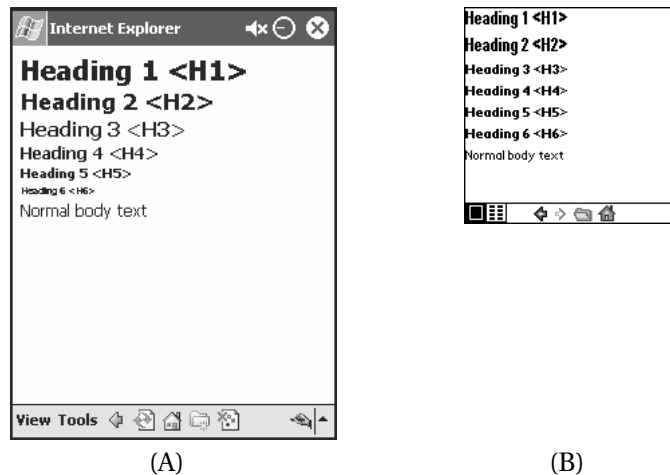 Internet Explorer
Heading 1 <H1>
Heading 2 <H2>
Heading 3 <H3>
Heading 4 <H4>
Heading 5 <H5>
Heading 6 <H6>
Normal body text
View Tools
(A)
Heading 1 <H1>
Heading 2 <H2>
Heading 3 <H3>
Heading 4 <H4>
Heading 5 <H5>
Heading 6 <H6>
Normal body text
(B)